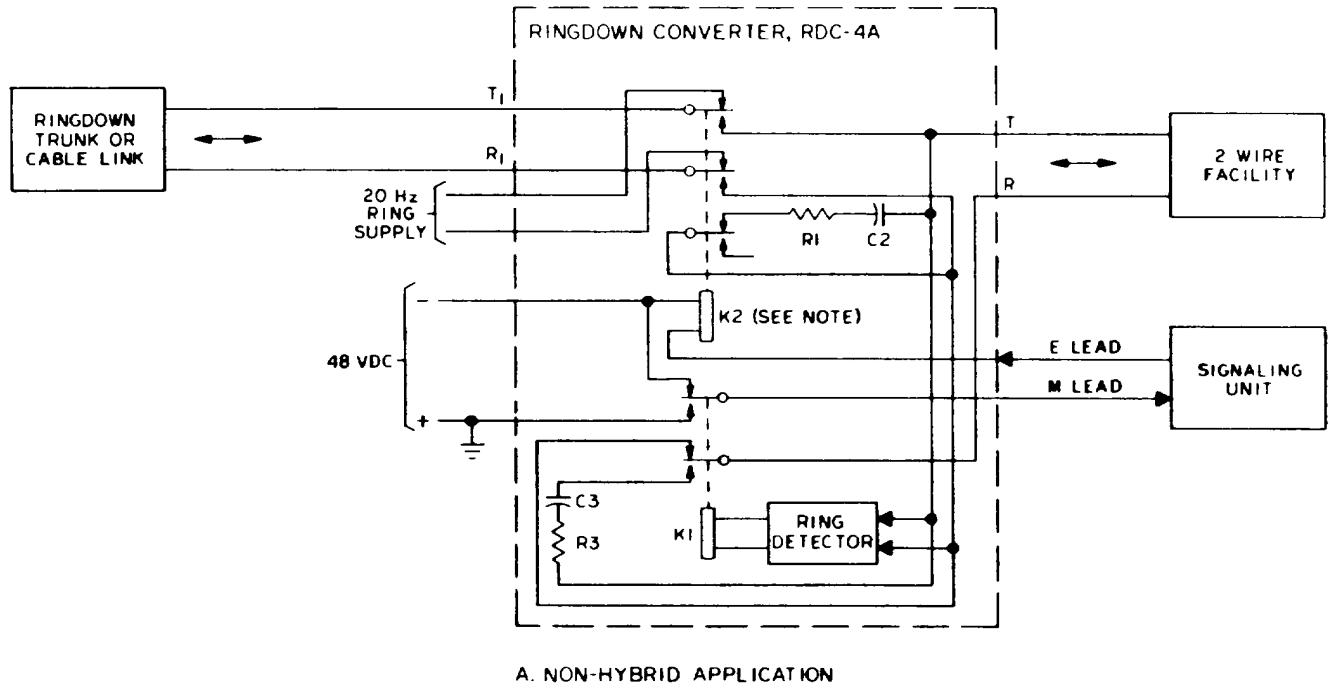 RINGDOWN CONVERTER, RDC-4A
RINGDOWN
TRUNK OR
CABLE LINK
T1
R1
20 Hz
RING
SUPPLY
T
R
2 WIRE
FACILITY
R1
C2
K2 (SEE NOTE)
48 VDC
-
+
E LEAD
M LEAD
SIGNALING
UNIT
C3
R3
K1
RING
DETECTOR
A. NON-HYBRID APPLICATION